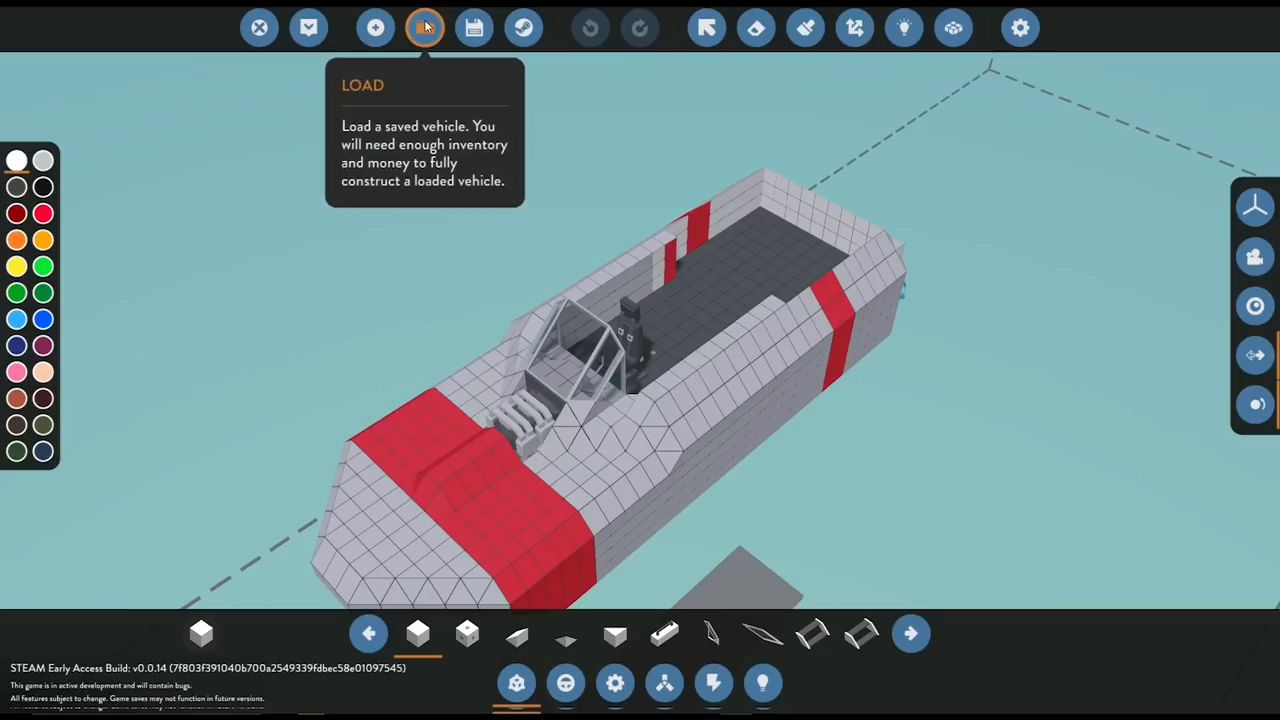 LOAD
Load a saved vehicle. You
will need enough inventory
and money to fully
construct a loaded vehicle.
STEAM Early Access Build: v0.0.14 (7f803f391040b700a2549339fdbec58e01097545)
This game is in active development and will contain bugs.
All features subject to change. Game saves may not function in future versions.